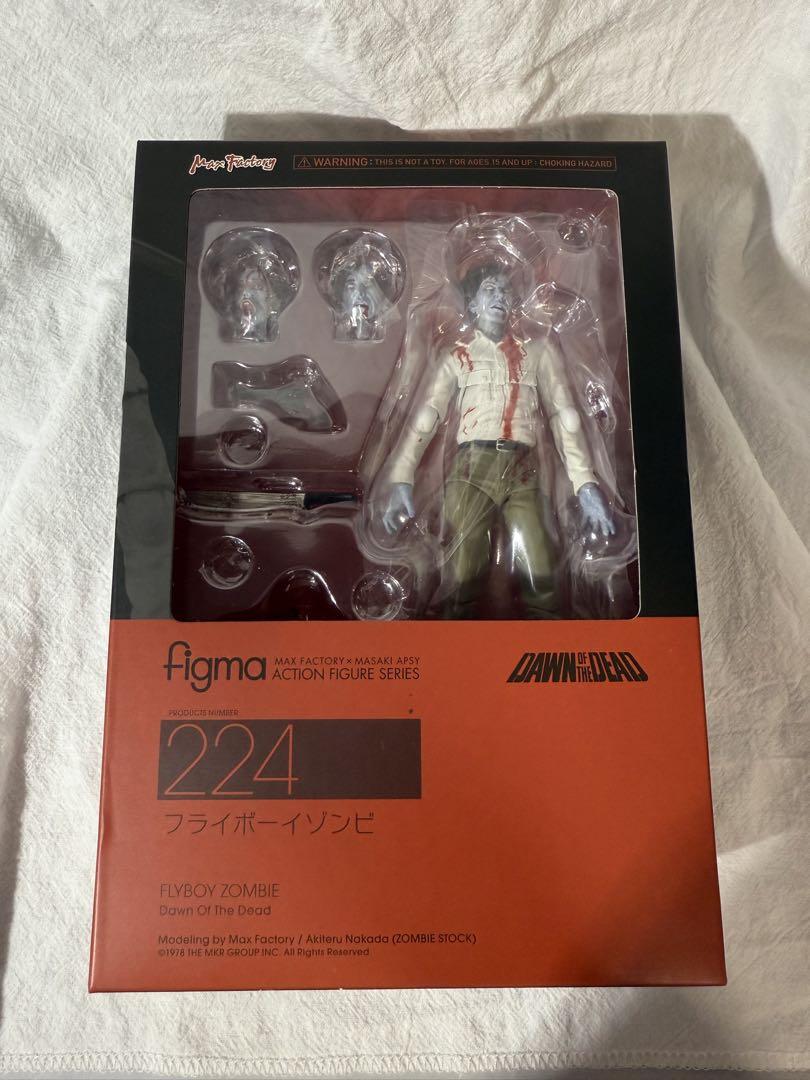 Max Factory
⚠ WARNING : THIS IS NOT A TOY. FOR AGES 15 AND UP : CHOKING HAZARD
figma
MAX FACTORY × MASAKI APSY
ACTION FIGURE SERIES
DAWN OF THE DEAD
PRODUCTS NUMBER
#
224
フライボーイゾンビ
FLYBOY ZOMBIE
Dawn Of The Dead
Modeling by Max Factory / Akiteru Nakada (ZOMBIE STOCK)
©1978 THE MKR GROUP INC. All Rights Reserved